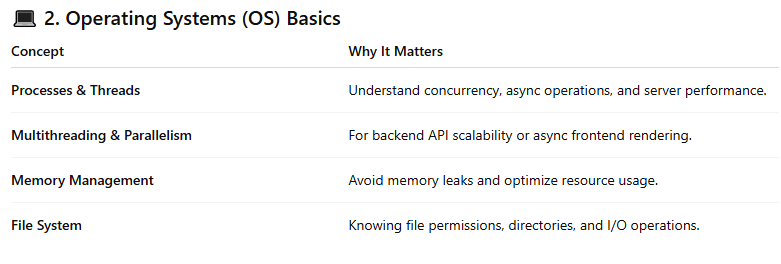 💻 2. Operating Systems (OS) Basics
Concept Why It Matters
Processes & Threads Understand concurrency, async operations, and server performance.
Multithreading & Parallelism For backend API scalability or async frontend rendering.
Memory Management Avoid memory leaks and optimize resource usage.
File System Knowing file permissions, directories, and I/O operations.